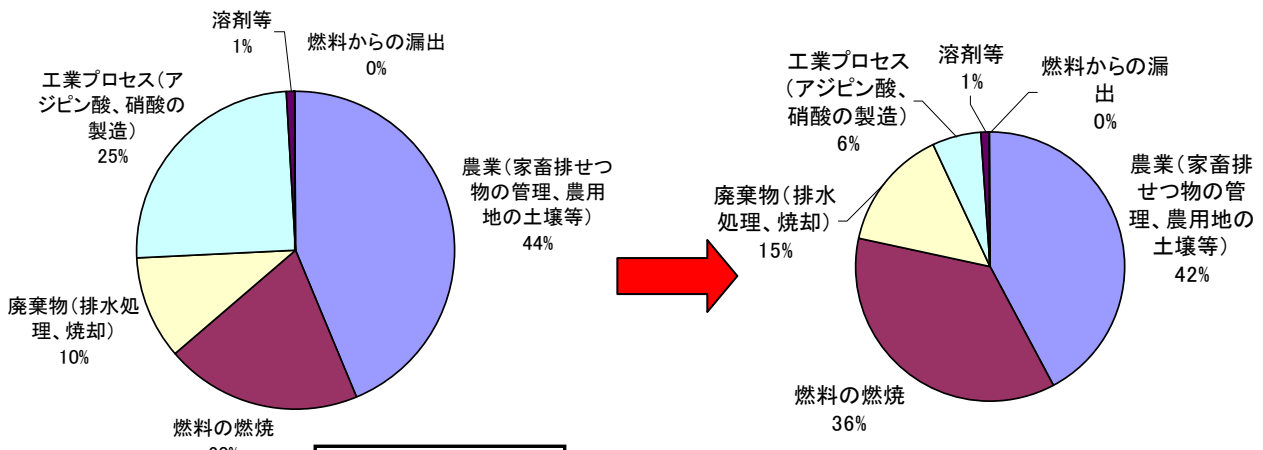 溶剤等
1%
燃料からの漏出
0%
工業プロセス(ア
ジピン酸、硝酸の
製造)
25%
農業(家畜排せつ
物の管理、農用
地の土壌等)
44%
廃棄物(排水処
理、焼却)
10%
燃料の燃焼
工業プロセス
(アジピン酸、
硝酸の製造)
6%
溶剤等
1%
燃料からの漏
出
0%
農業(家畜排
せつ物の管
理、農用地の
土壌等)
42%
廃棄物(排水
処理、焼却)
15%
燃料の燃焼
36%